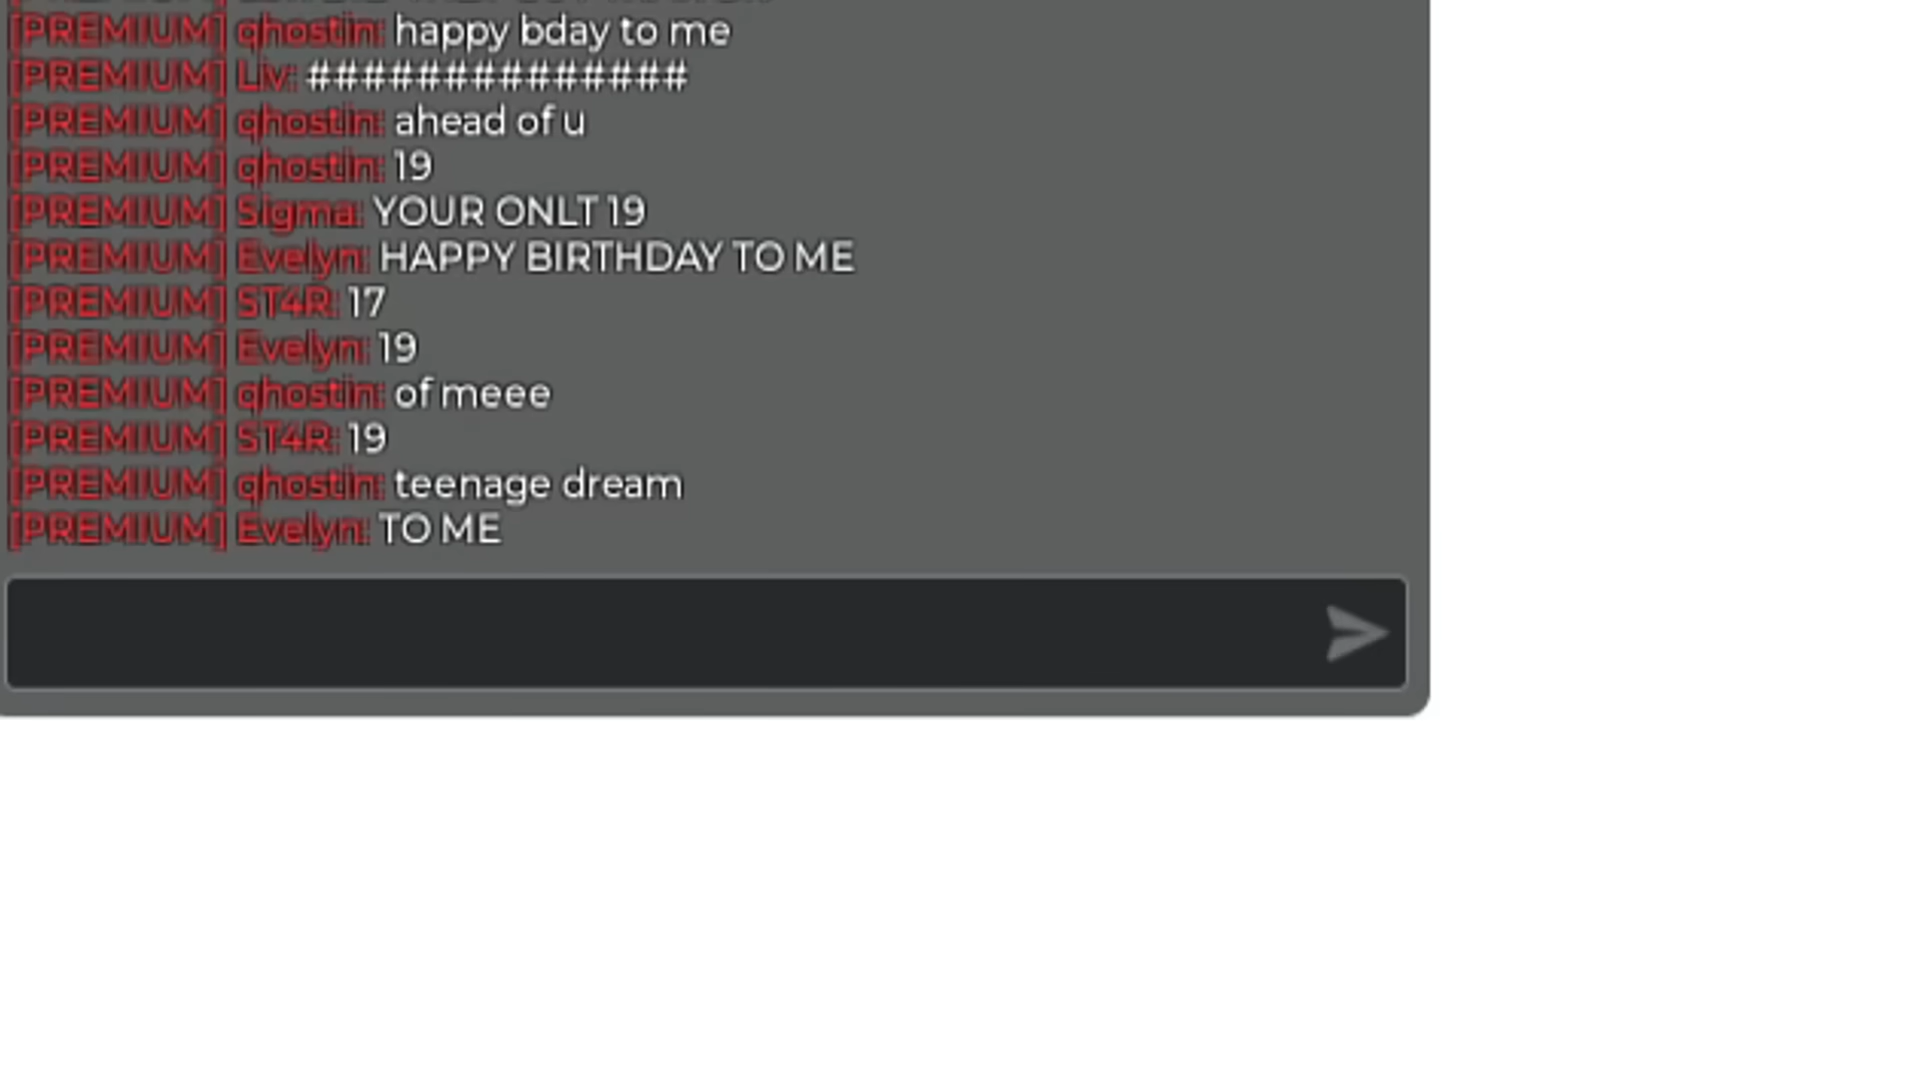 [PREMIUM] qhostin: happy bday to me
[PREMIUM] Liv: ##############
[PREMIUM] qhostin: ahead of u
[PREMIUM] qhostin: 19
[PREMIUM] Sigma: YOUR ONLT 19
[PREMIUM] Evelyn: HAPPY BIRTHDAY TO ME
[PREMIUM] ST4R: 17
[PREMIUM] Evelyn: 19
[PREMIUM] qhostin: of meee
[PREMIUM] ST4R: 19
[PREMIUM] qhostin: teenage dream
[PREMIUM] Evelyn: TO ME